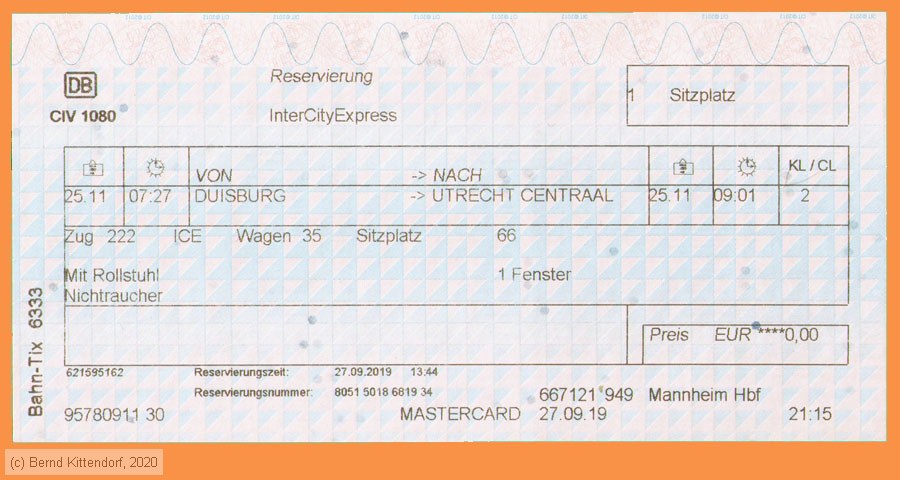 DB
Reservierung
CIV 1080
InterCityExpress
1 Sitzplatz
VON -> NACH KL / CL
25.11 07:27 DUISBURG -> UTRECHT CENTRAAL 25.11 09:01 2
Zug 222 ICE Wagen 35 Sitzplatz 66
Mit Rollstuhl 1 Fenster
Nichtraucher
Preis EUR ****0,00
621595162 Reservierungszeit: 27.09.2019 13:44
Reservierungsnummer: 8051 5018 6819 34
667121 949 Mannheim Hbf
95780911 30 MASTERCARD 27.09.19 21:15
Bahn-Tix 6333
(c) Bernd Kittendorf, 2020